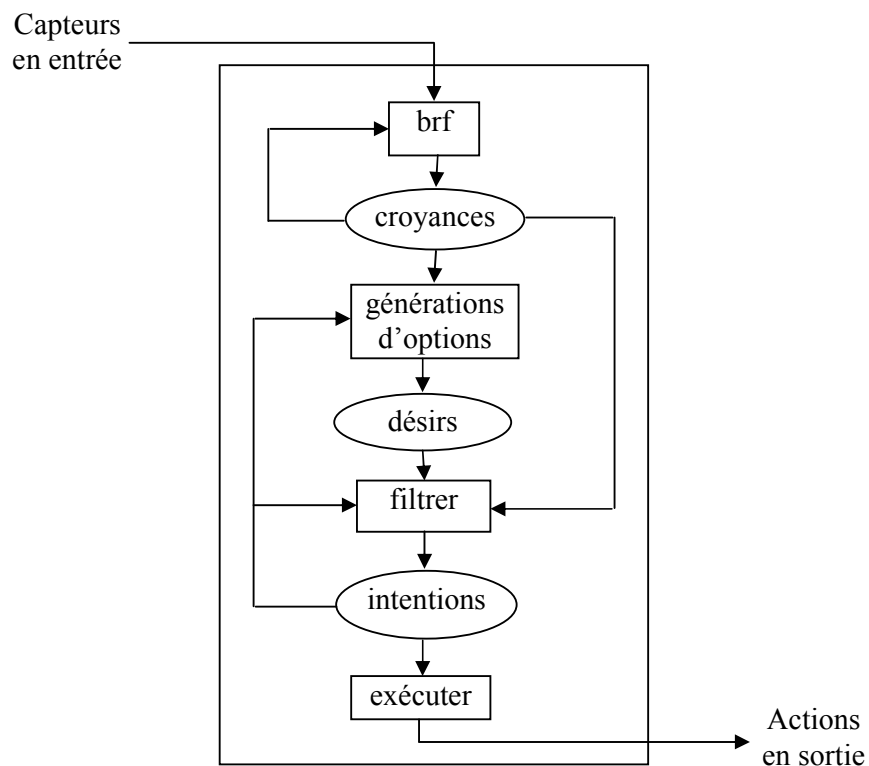 Capteurs
en entrée
brf
croyances
générations
d’options
désirs
filtrer
intentions
exécuter
Actions
en sortie